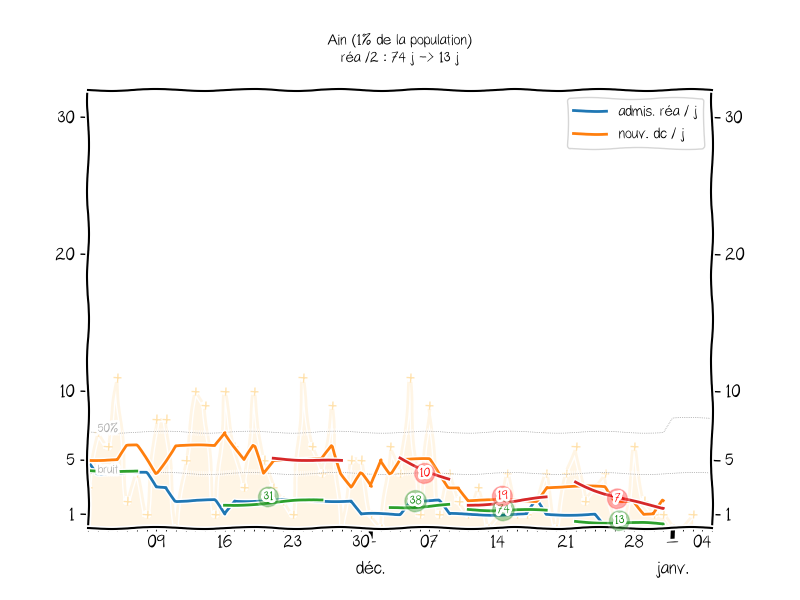 Ain (1% de la population)
réa /2 : 74 j -> 13 j
admis. réa / j
nouv. dc / j
30
30
20
20
10
10
50%
5
5
bruit
1
1
31
38
10
19
74
7
13
09 16 23 30 07 14 21 28 04
déc. janv.